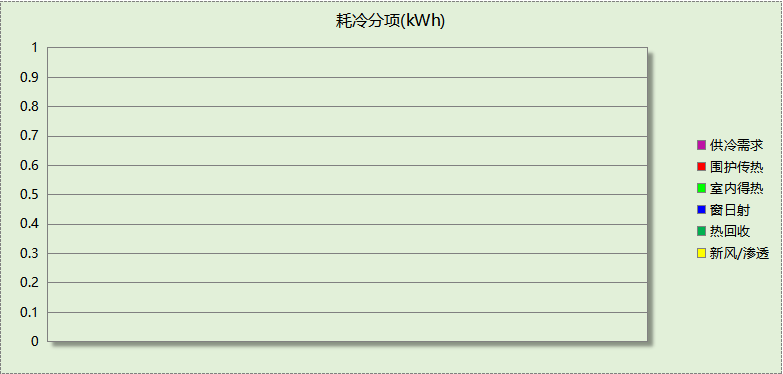 耗冷分项(kWh)
1
0.9
0.8
0.7
0.6
0.5
0.4
0.3
0.2
0.1
0
供冷需求
围护传热
室内得热
窗日射
热回收
新风/渗透